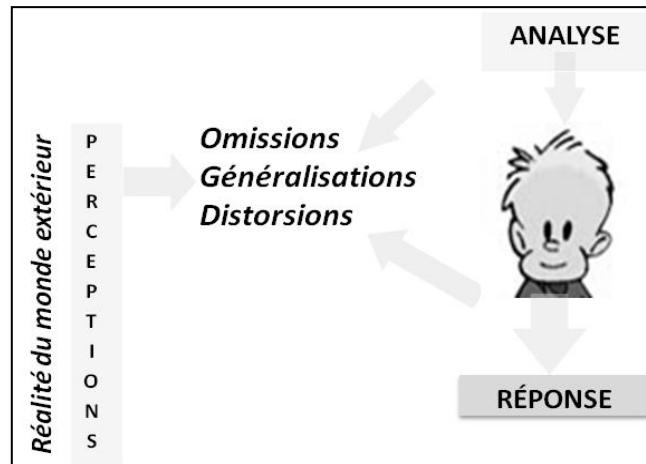 ANALYSE
Réalité du monde extérieur
PERCEPTIONS
Omissions
Généralisations
Distorsions
RÉPONSE